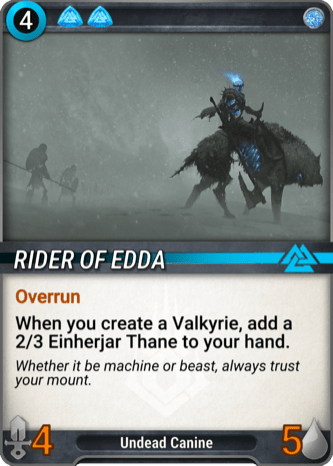 4
RIDER OF EDDA
Overrun
When you create a Valkyrie, add a
2/3 Einherjar Thane to your hand.
Whether it be machine or beast, always trust
your mount.
4 Undead Canine 5